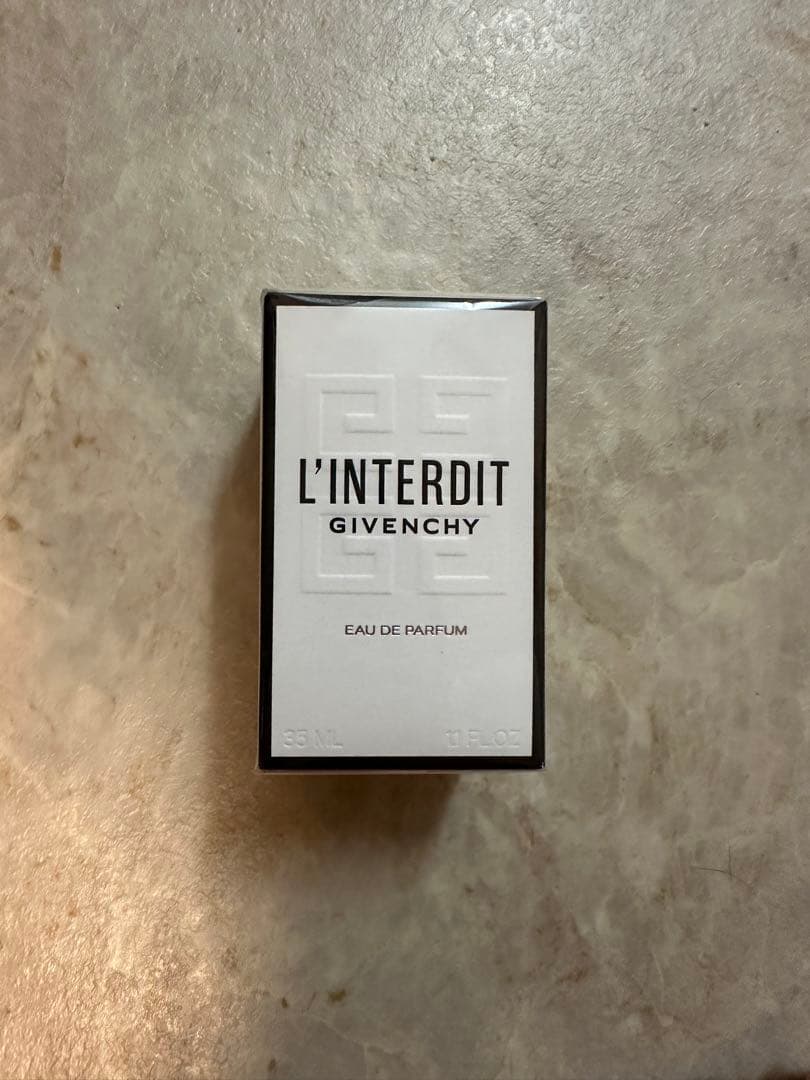 L'INTERDIT
GIVENCHY
EAU DE PARFUM
35 ML 1.1 FL.OZ